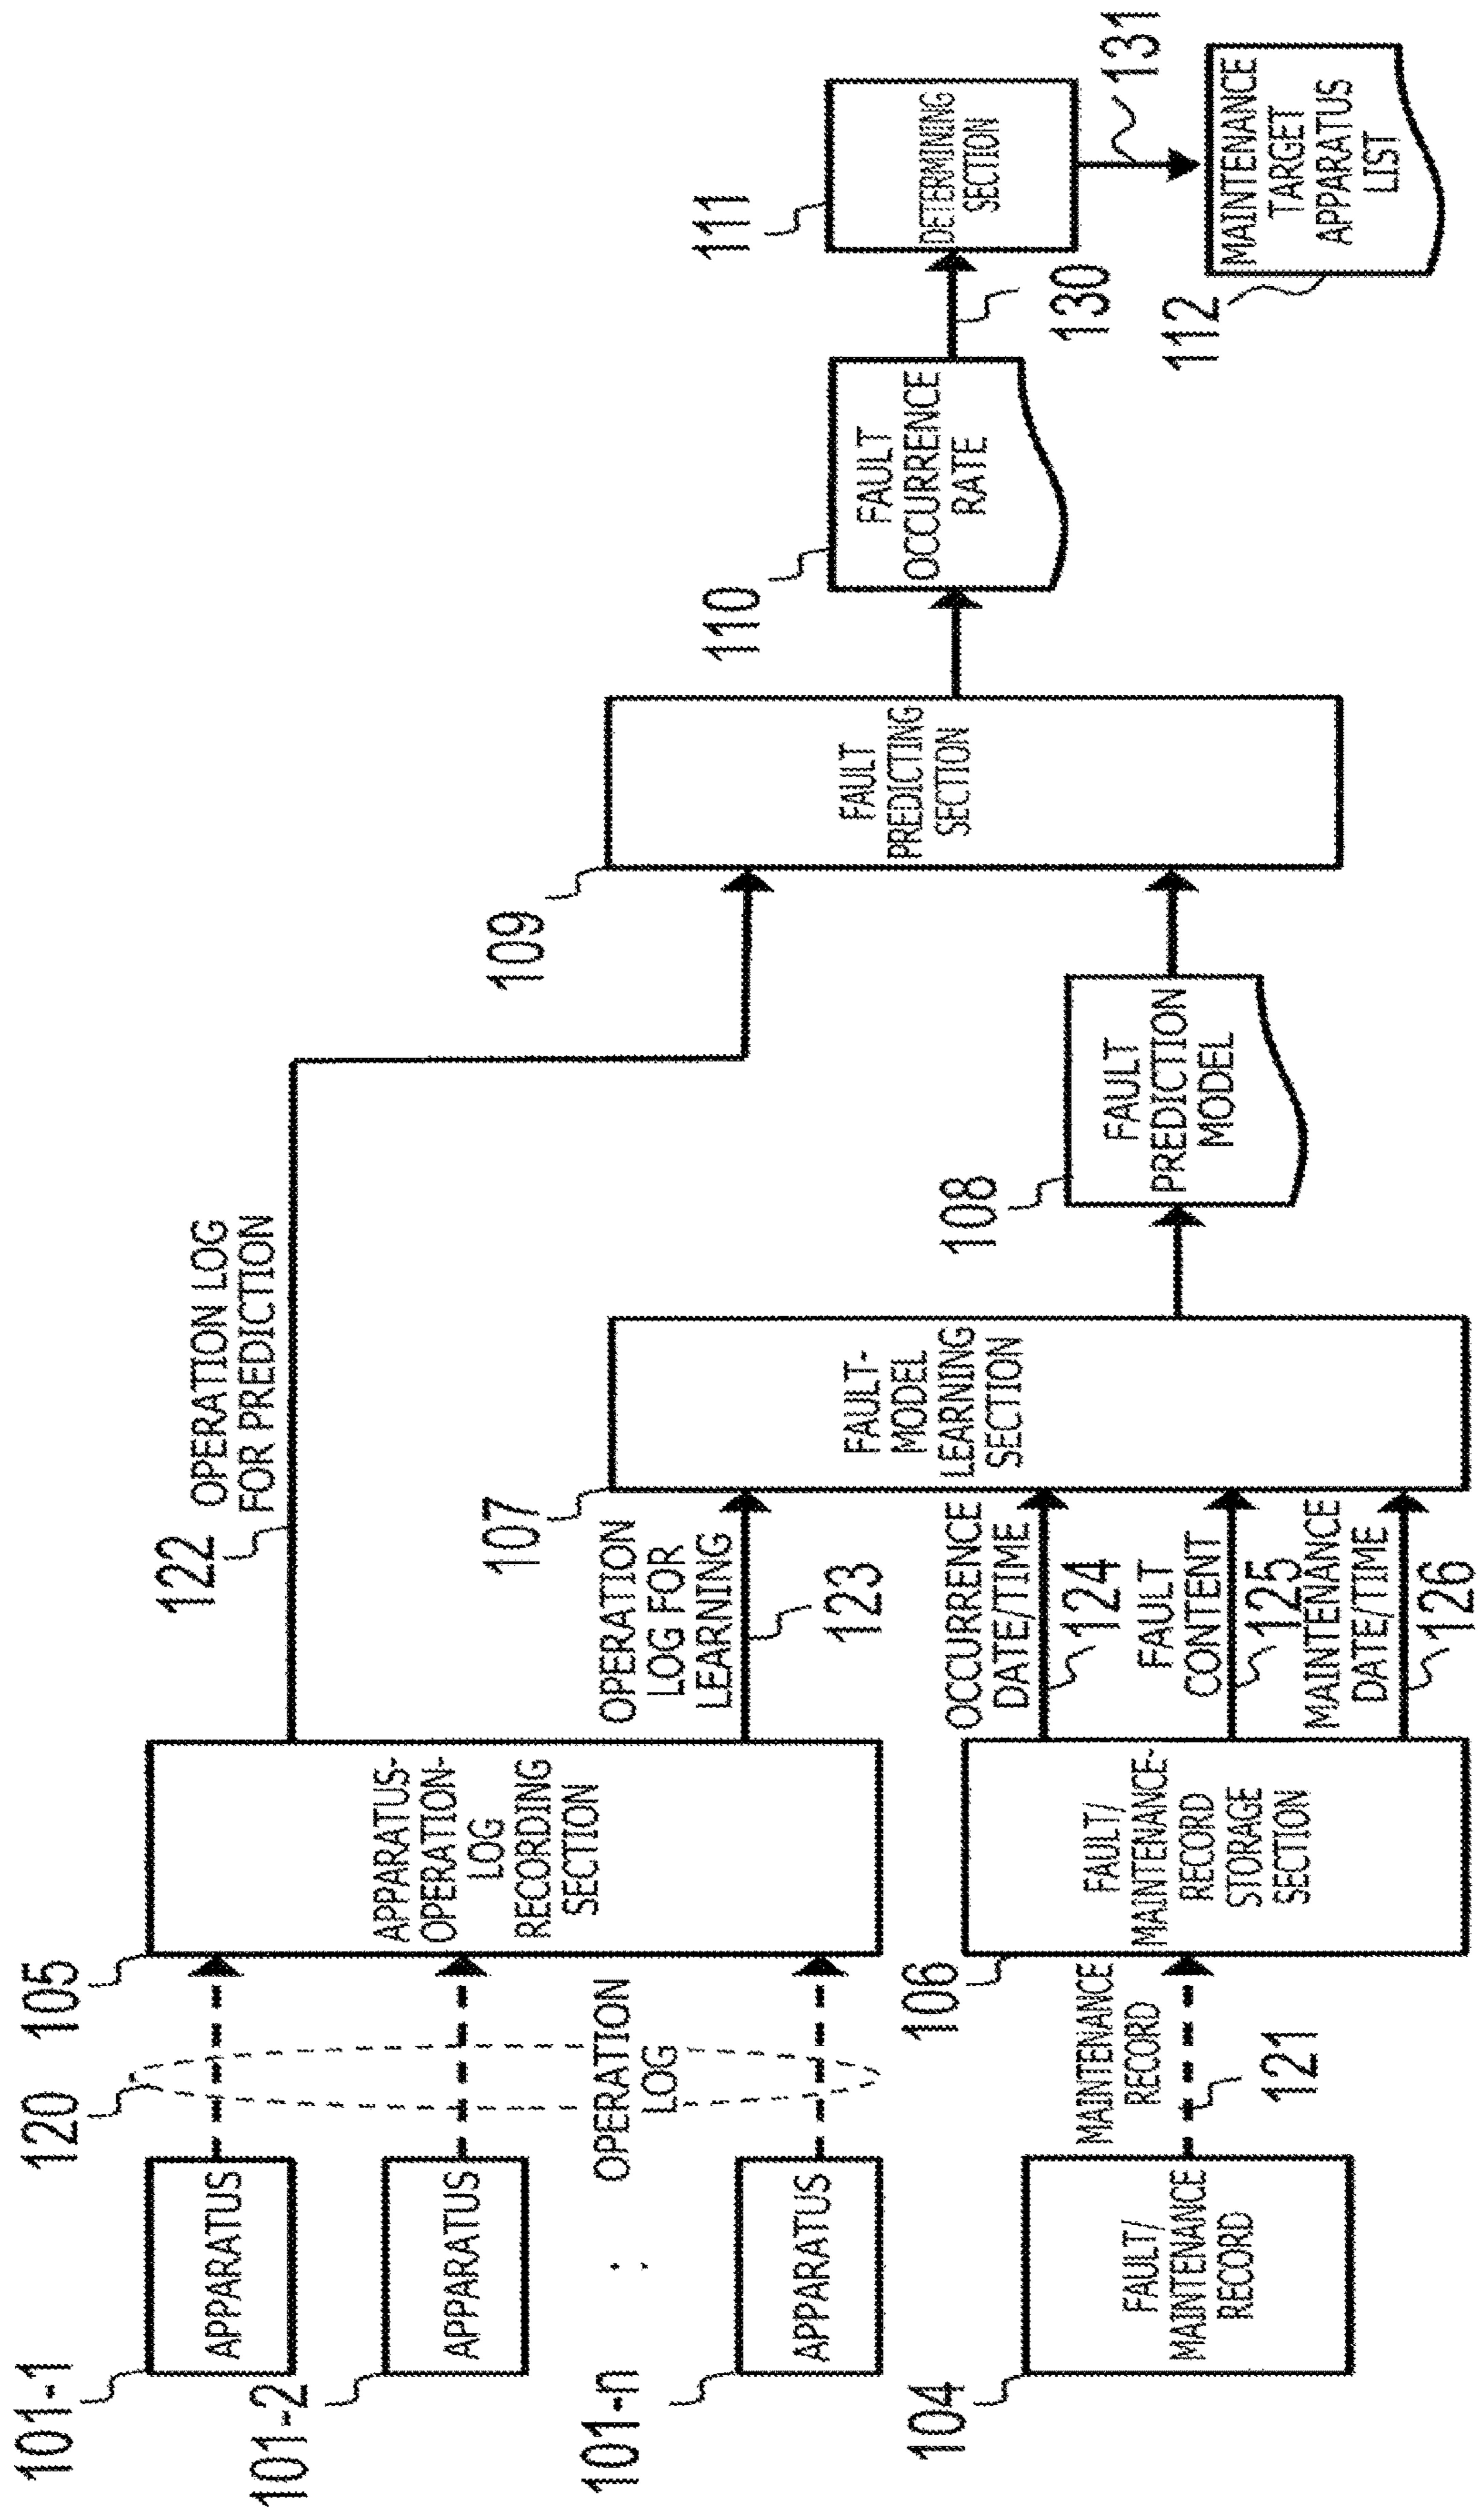 101-1
APPARATUS
101-2
APPARATUS
101-n
APPARATUS
:
104
FAULT/
MAINTENANCE
RECORD
120
OPERATION
LOG
MAINTENANCE
RECORD
121
105
APPARATUS-
OPERATION-
LOG
RECORDING
SECTION
106
FAULT/
MAINTENANCE-
RECORD
STORAGE
SECTION
122
OPERATION LOG
FOR PREDICTION
OPERATION
LOG FOR
LEARNING
123
OCCURRENCE
DATE/TIME
124
FAULT
CONTENT
125
MAINTENANCE
DATE/TIME
126
107
FAULT-
MODEL
LEARNING
SECTION
108
FAULT
PREDICTION
MODEL
109
FAULT
PREDICTING
SECTION
110
FAULT
OCCURRENCE
RATE
130
111
DETERMINING
SECTION
131
112
MAINTENANCE
TARGET
APPARATUS
LIST